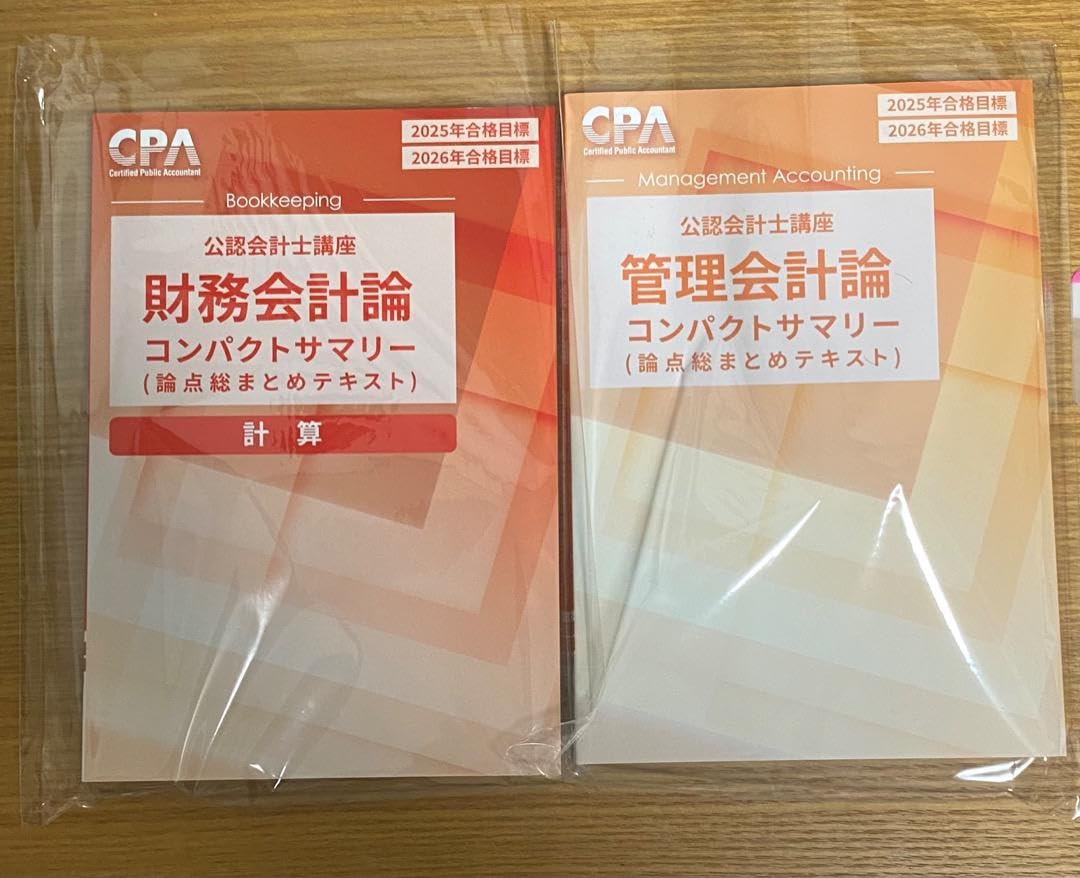 CPA
Certified Public Accountant
2025年合格目標
2026年合格目標
Bookkeeping
公認会計士講座
財務会計論
コンパクトサマリー
(論点総まとめテキスト)
計 算
CPA
Certified Public Accountant
2025年合格目標
2026年合格目標
Management Accounting
公認会計士講座
管理会計論
コンパクトサマリー
(論点総まとめテキスト)